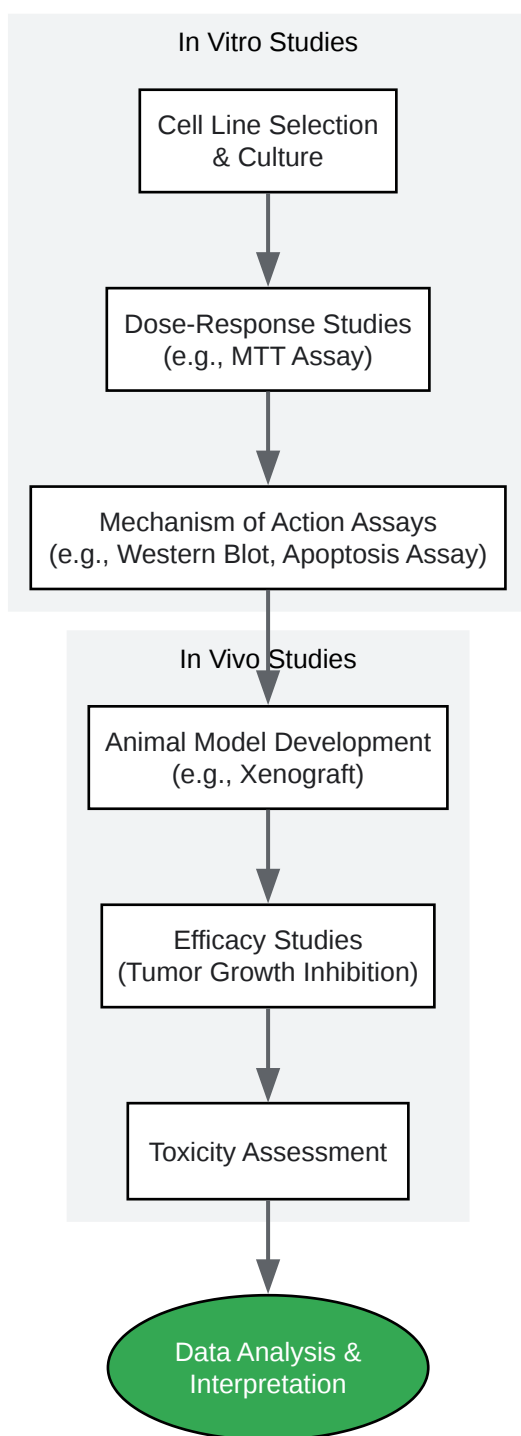 In Vitro Studies
Cell Line Selection
& Culture
Dose-Response Studies
(e.g., MTT Assay)
Mechanism of Action Assays
(e.g., Western Blot, Apoptosis Assay)
In Vivo Studies
Animal Model Development
(e.g., Xenograft)
Efficacy Studies
(Tumor Growth Inhibition)
Toxicity Assessment
Data Analysis &
Interpretation